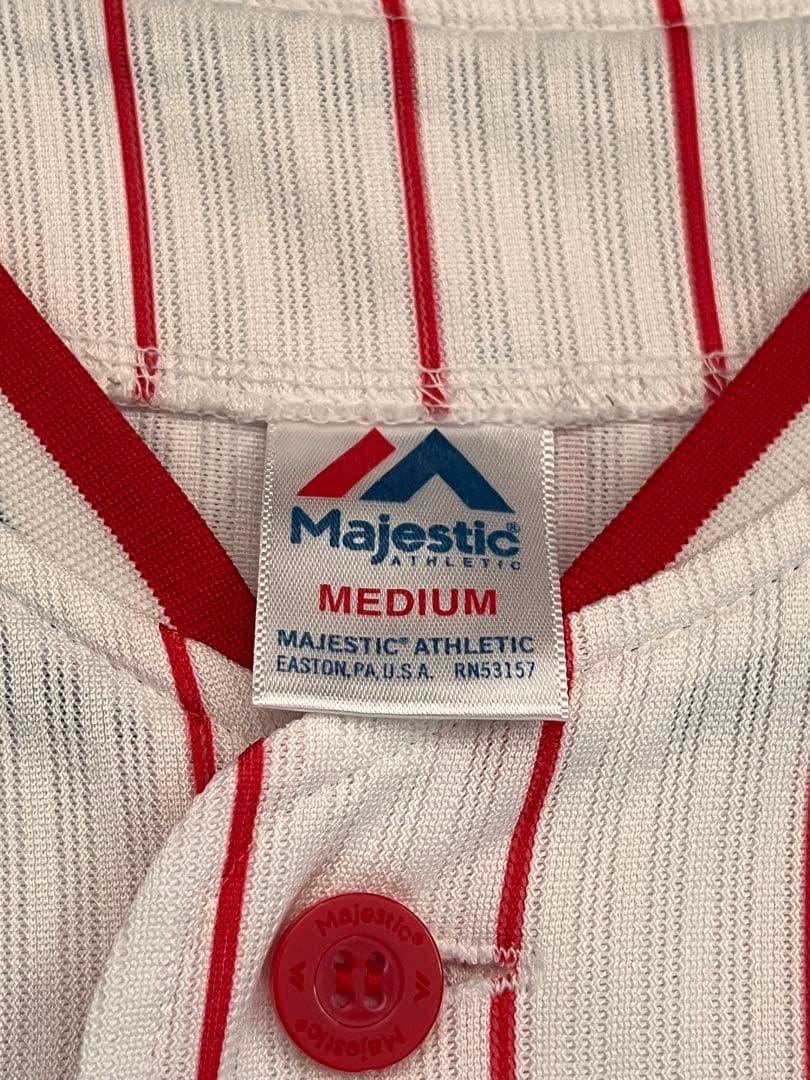 Majestic®
ATHLETIC
MEDIUM
MAJESTIC® ATHLETIC
EASTON, PA, U.S.A. RN53157
Majestic®
Majestic®